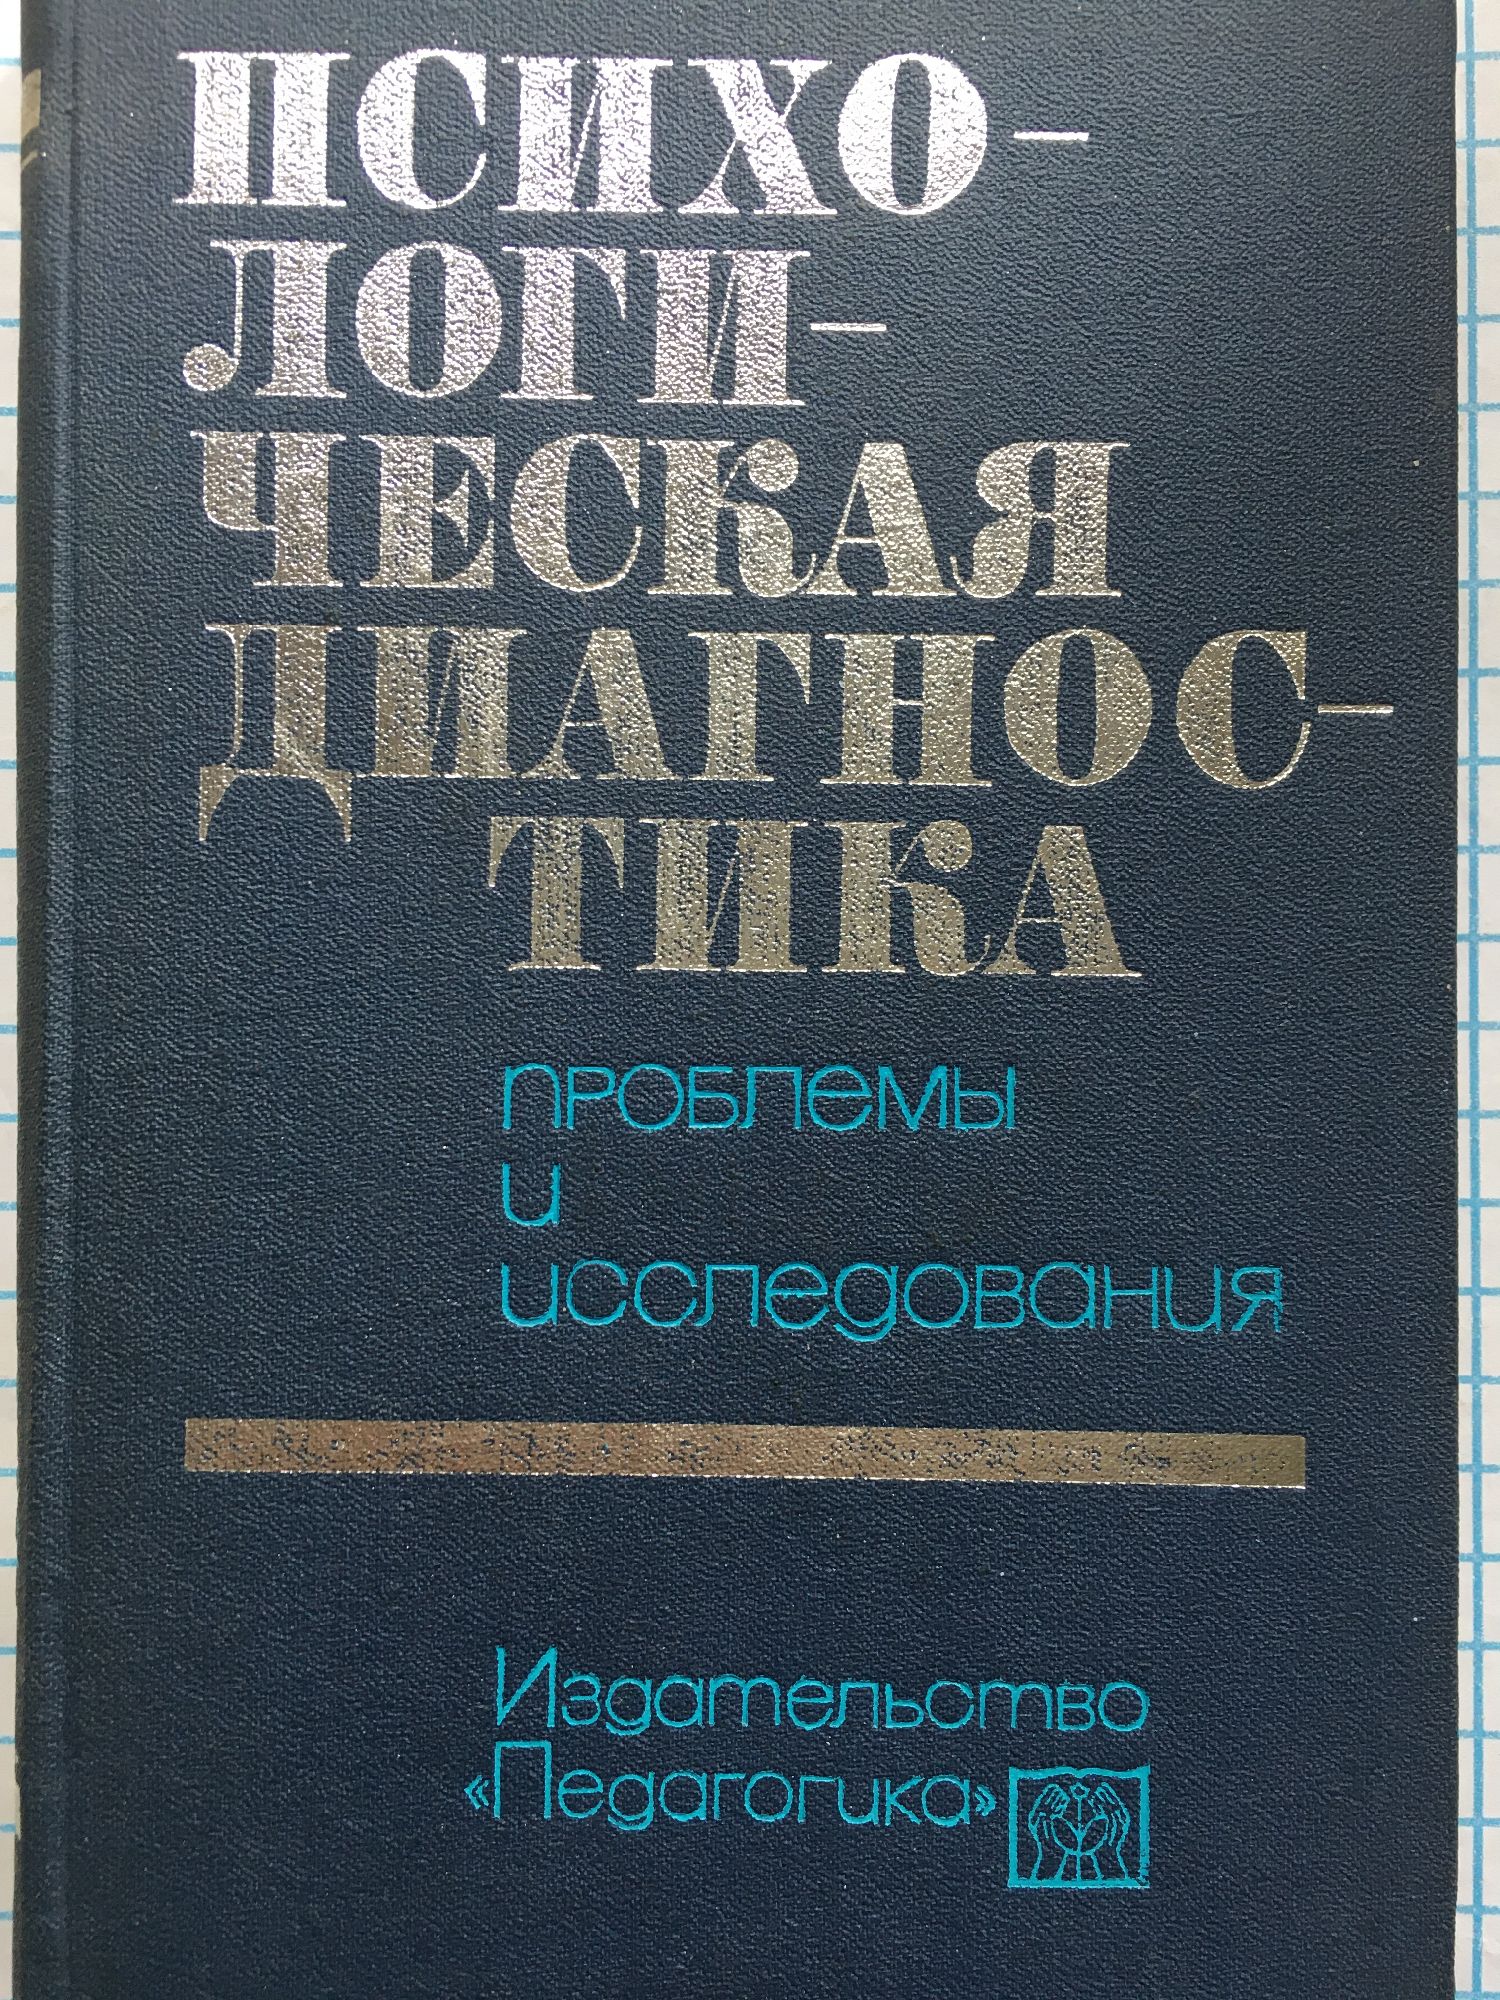 ПСИХО-
ЛОГИ-
ЧЕСКАЯ
ДИАГНОС-
ТИКА
проблемы
и
исследования
Издательство
«Педагогика»